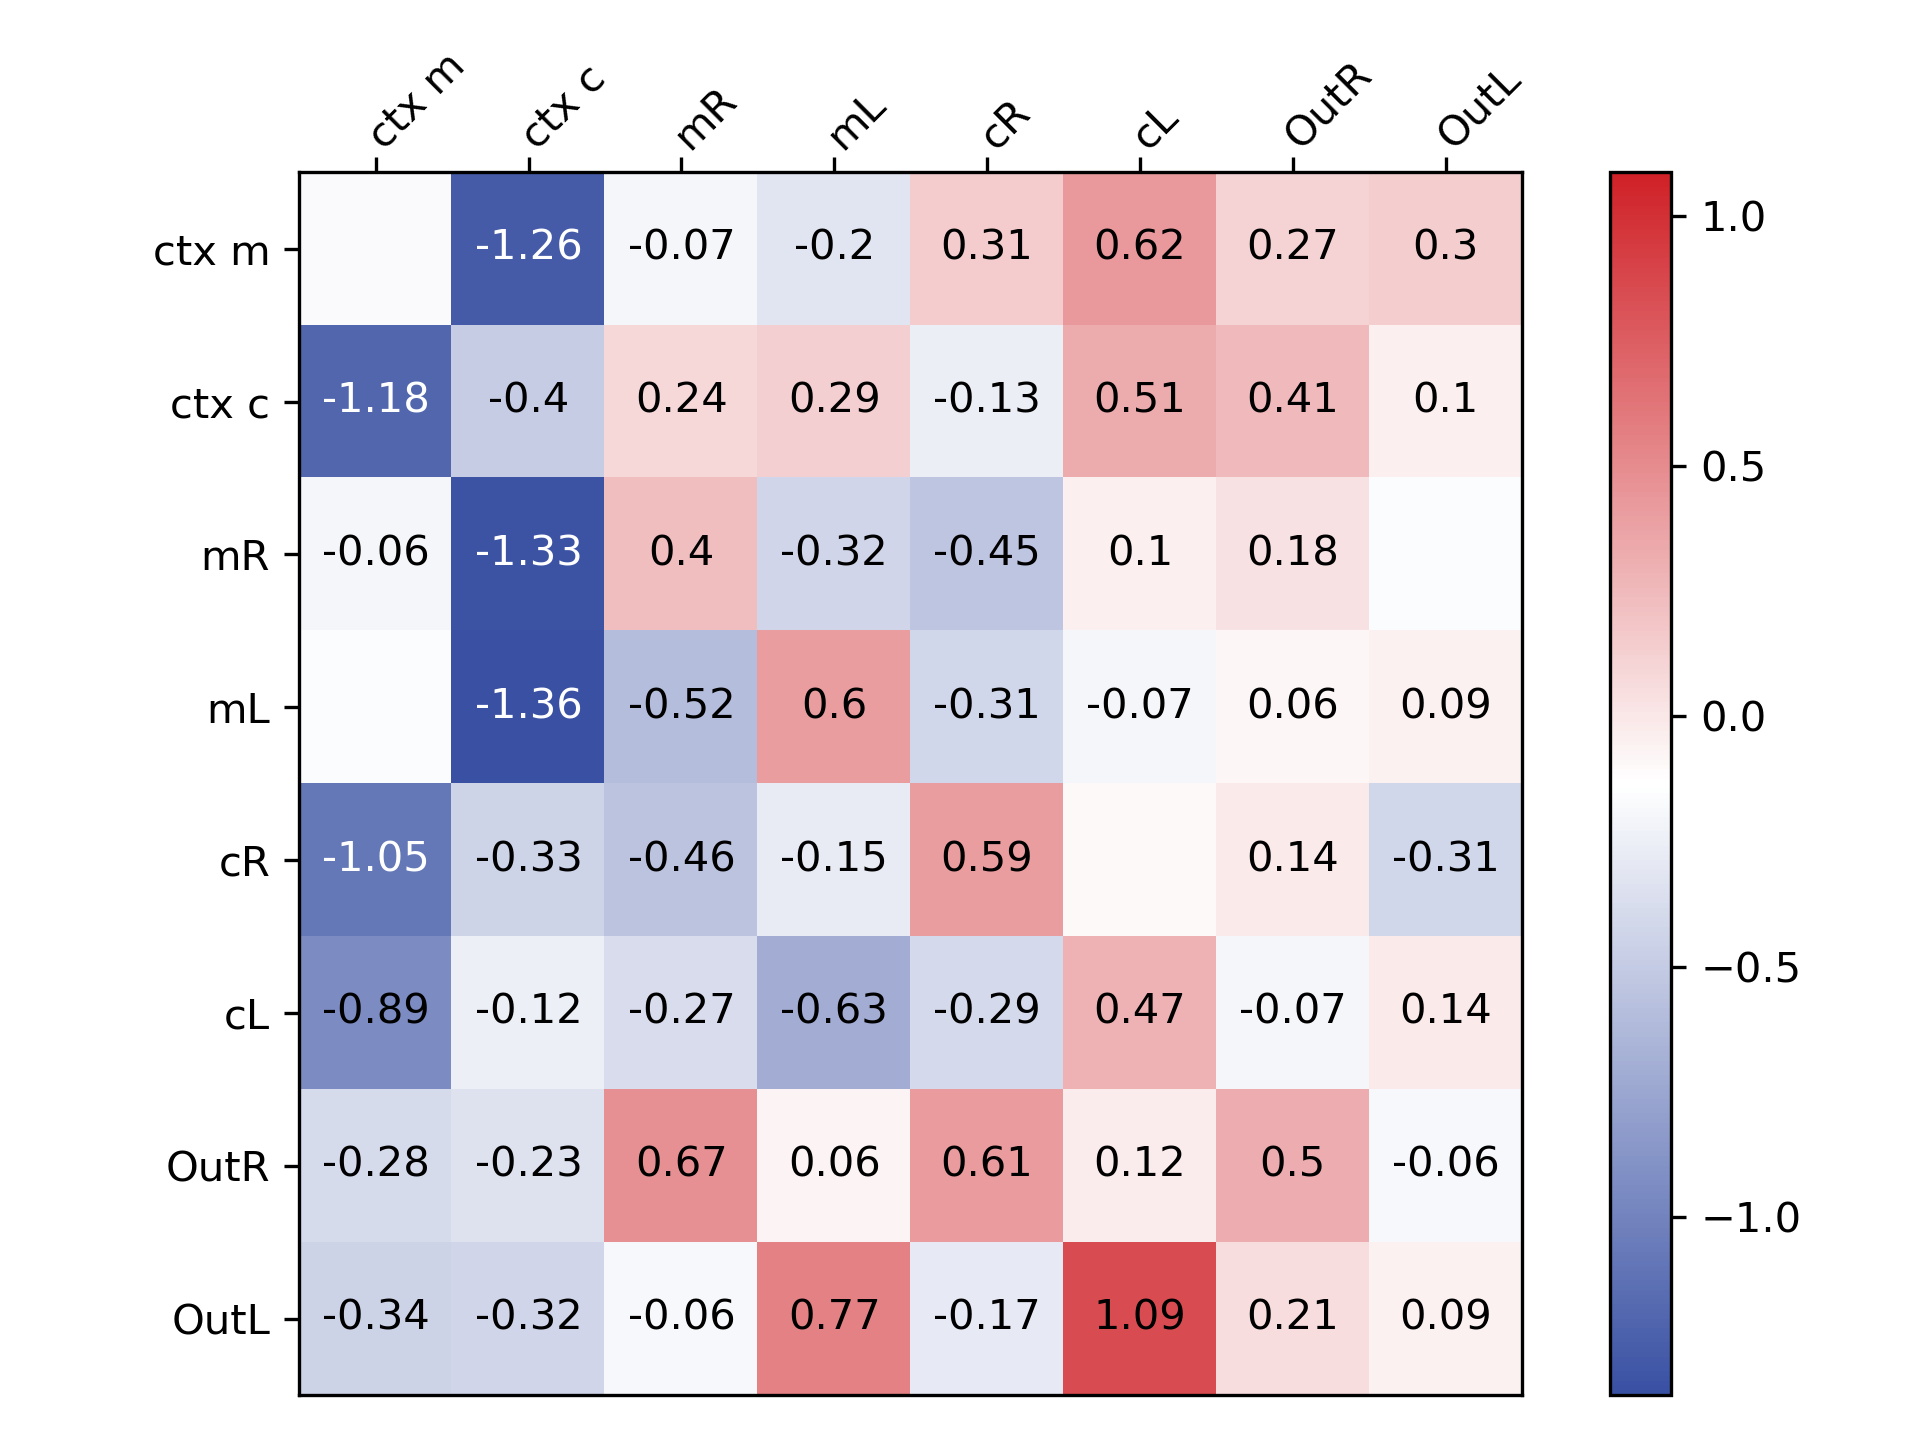 ctx m ctx c mR mL cR cL OutR OutL
ctx m -1.26 -0.07 -0.2 0.31 0.62 0.27 0.3
ctx c -1.18 -0.4 0.24 0.29 -0.13 0.51 0.41 0.1
mR -0.06 -1.33 0.4 -0.32 -0.45 0.1 0.18
mL -1.36 -0.52 0.6 -0.31 -0.07 0.06 0.09
cR -1.05 -0.33 -0.46 -0.15 0.59 0.14 -0.31
cL -0.89 -0.12 -0.27 -0.63 -0.29 0.47 -0.07 0.14
OutR -0.28 -0.23 0.67 0.06 0.61 0.12 0.5 -0.06
OutL -0.34 -0.32 -0.06 0.77 -0.17 1.09 0.21 0.09
1.0
0.5
0.0
−0.5
−1.0